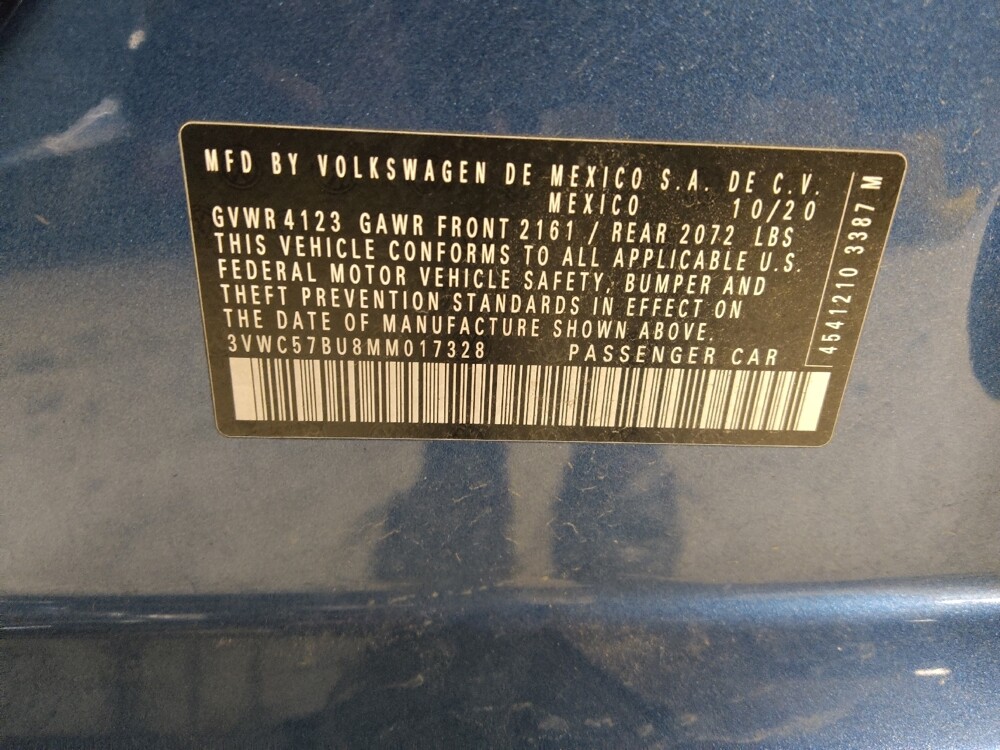 MFD BY VOLKSWAGEN DE MEXICO S.A. DE C.V.
MEXICO 10/20
GVWR 4123 GAWR FRONT 2161 / REAR 2072 LBS
THIS VEHICLE CONFORMS TO ALL APPLICABLE U.S.
FEDERAL MOTOR VEHICLE SAFETY, BUMPER AND
THEFT PREVENTION STANDARDS IN EFFECT ON
THE DATE OF MANUFACTURE SHOWN ABOVE.
3VWC57BU8MM017328 PASSENGER CAR
4541210 3387 M